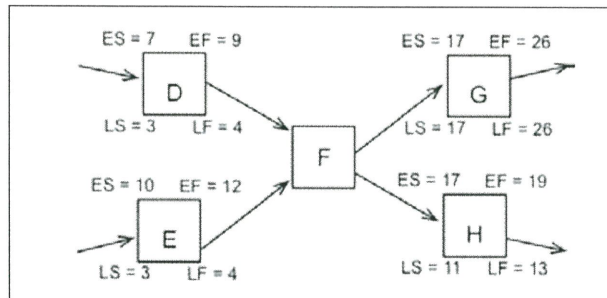 ES = 7 EF = 9
D
LS = 3 LF = 4
ES = 10 EF = 12
E
LS = 3 LF = 4
F
ES = 17 EF = 26
G
LS = 17 LF = 26
ES = 17 EF = 19
H
LS = 11 LF = 13